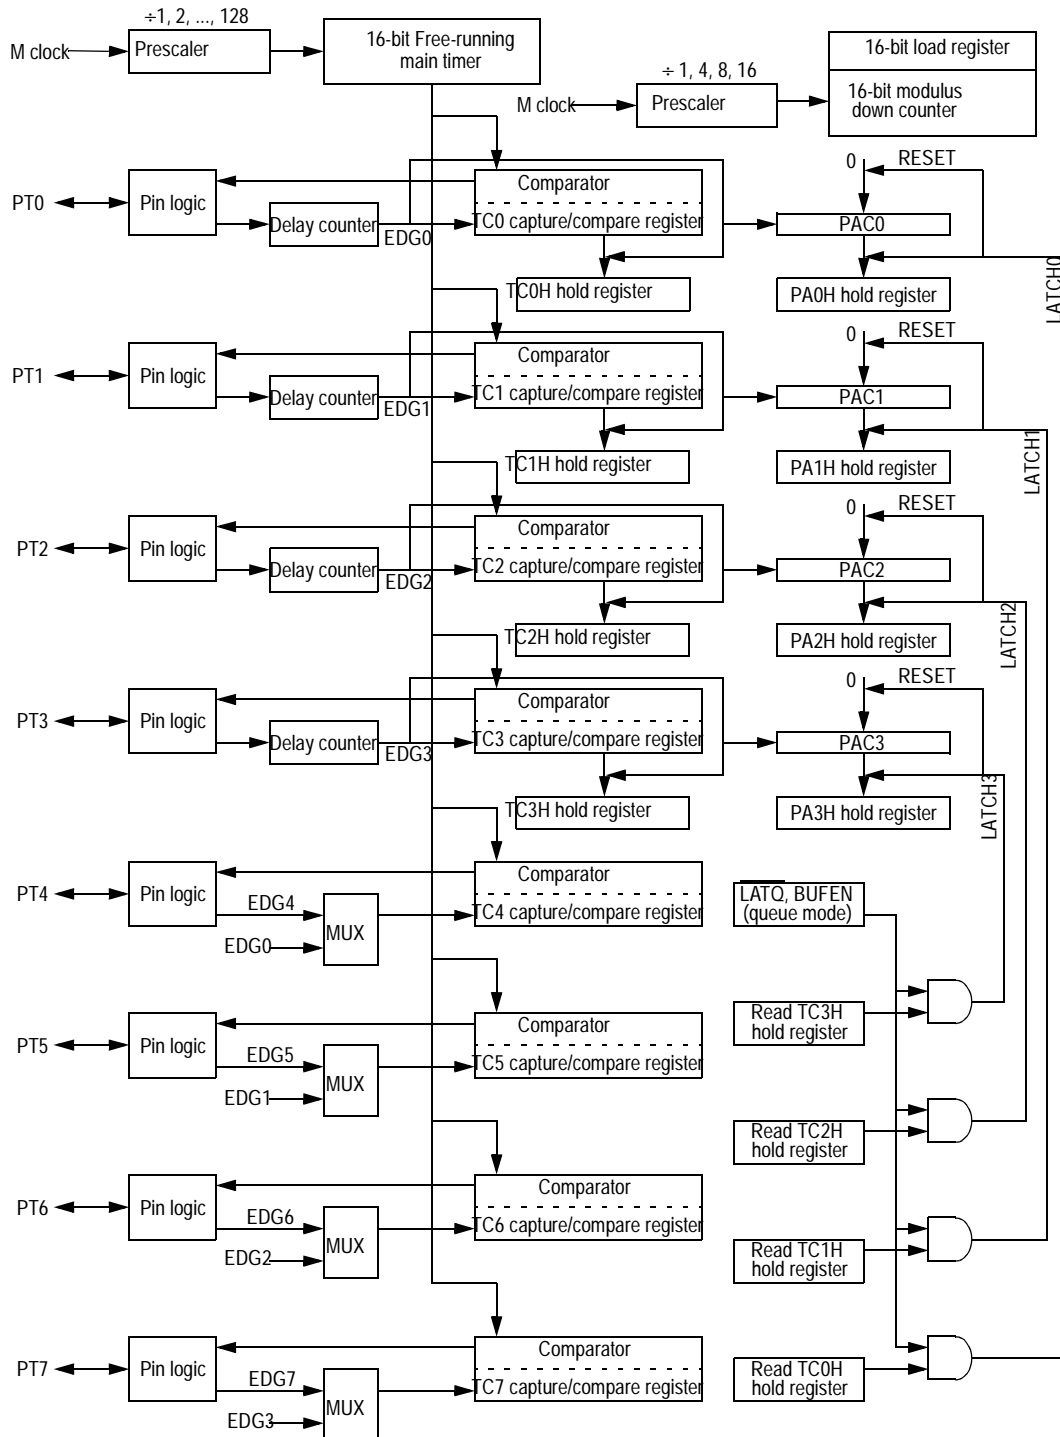 ÷1, 2, ..., 128
M clock
Prescaler
16-bit Free-running
main timer
16-bit load register
÷ 1, 4, 8, 16
M clock
Prescaler
16-bit modulus
down counter
PT0
Pin logic
Delay counter
EDG0
Comparator
TC0 capture/compare register
TC0H hold register
0
RESET
PAC0
PA0H hold register
LATCH0
PT1
Pin logic
Delay counter
EDG1
Comparator
TC1 capture/compare register
TC1H hold register
0
RESET
PAC1
PA1H hold register
LATCH1
PT2
Pin logic
Delay counter
EDG2
Comparator
TC2 capture/compare register
TC2H hold register
0
RESET
PAC2
PA2H hold register
LATCH2
PT3
Pin logic
Delay counter
EDG3
Comparator
TC3 capture/compare register
TC3H hold register
0
RESET
PAC3
PA3H hold register
LATCH3
PT4
Pin logic
EDG4
EDG0
MUX
Comparator
TC4 capture/compare register
LATQ, BUFEN
(queue mode)
Read TC3H
hold register
PT5
Pin logic
EDG5
EDG1
MUX
Comparator
TC5 capture/compare register
Read TC2H
hold register
PT6
Pin logic
EDG6
EDG2
MUX
Comparator
TC6 capture/compare register
Read TC1H
hold register
PT7
Pin logic
EDG7
EDG3
MUX
Comparator
TC7 capture/compare register
Read TC0H
hold register